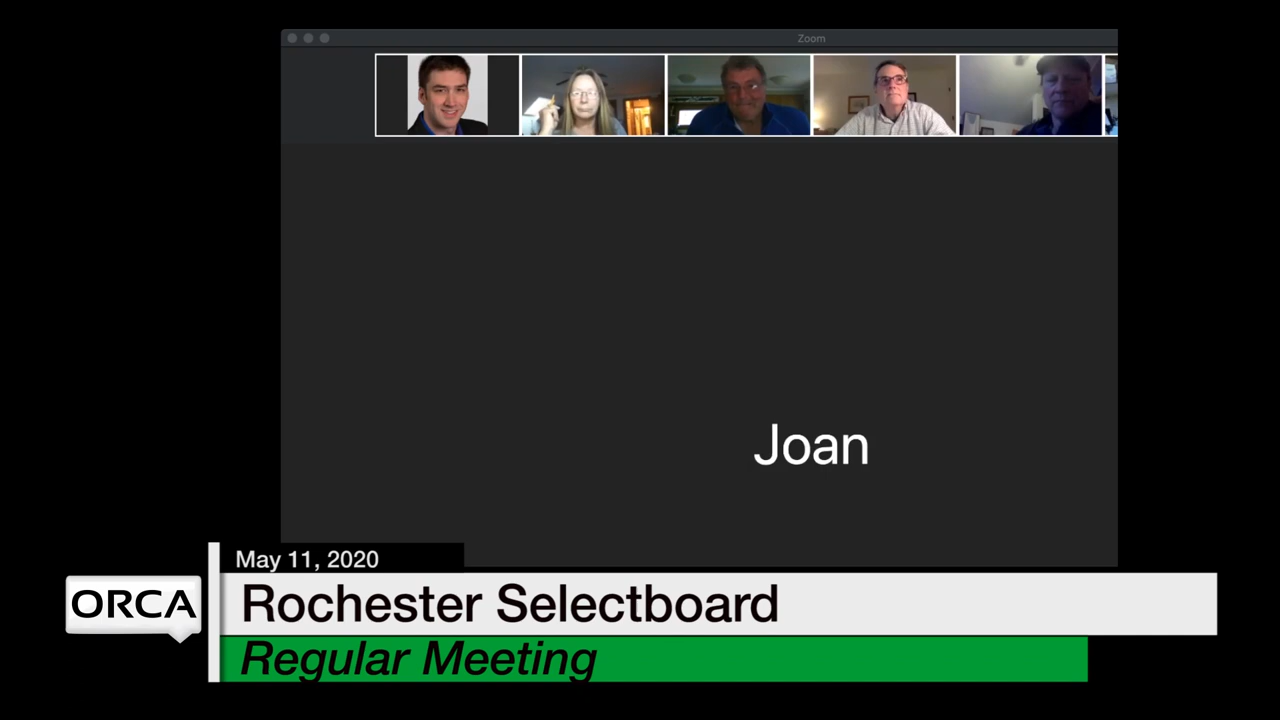 Zoom
Joan
May 11, 2020
ORCA
Rochester Selectboard
Regular Meeting